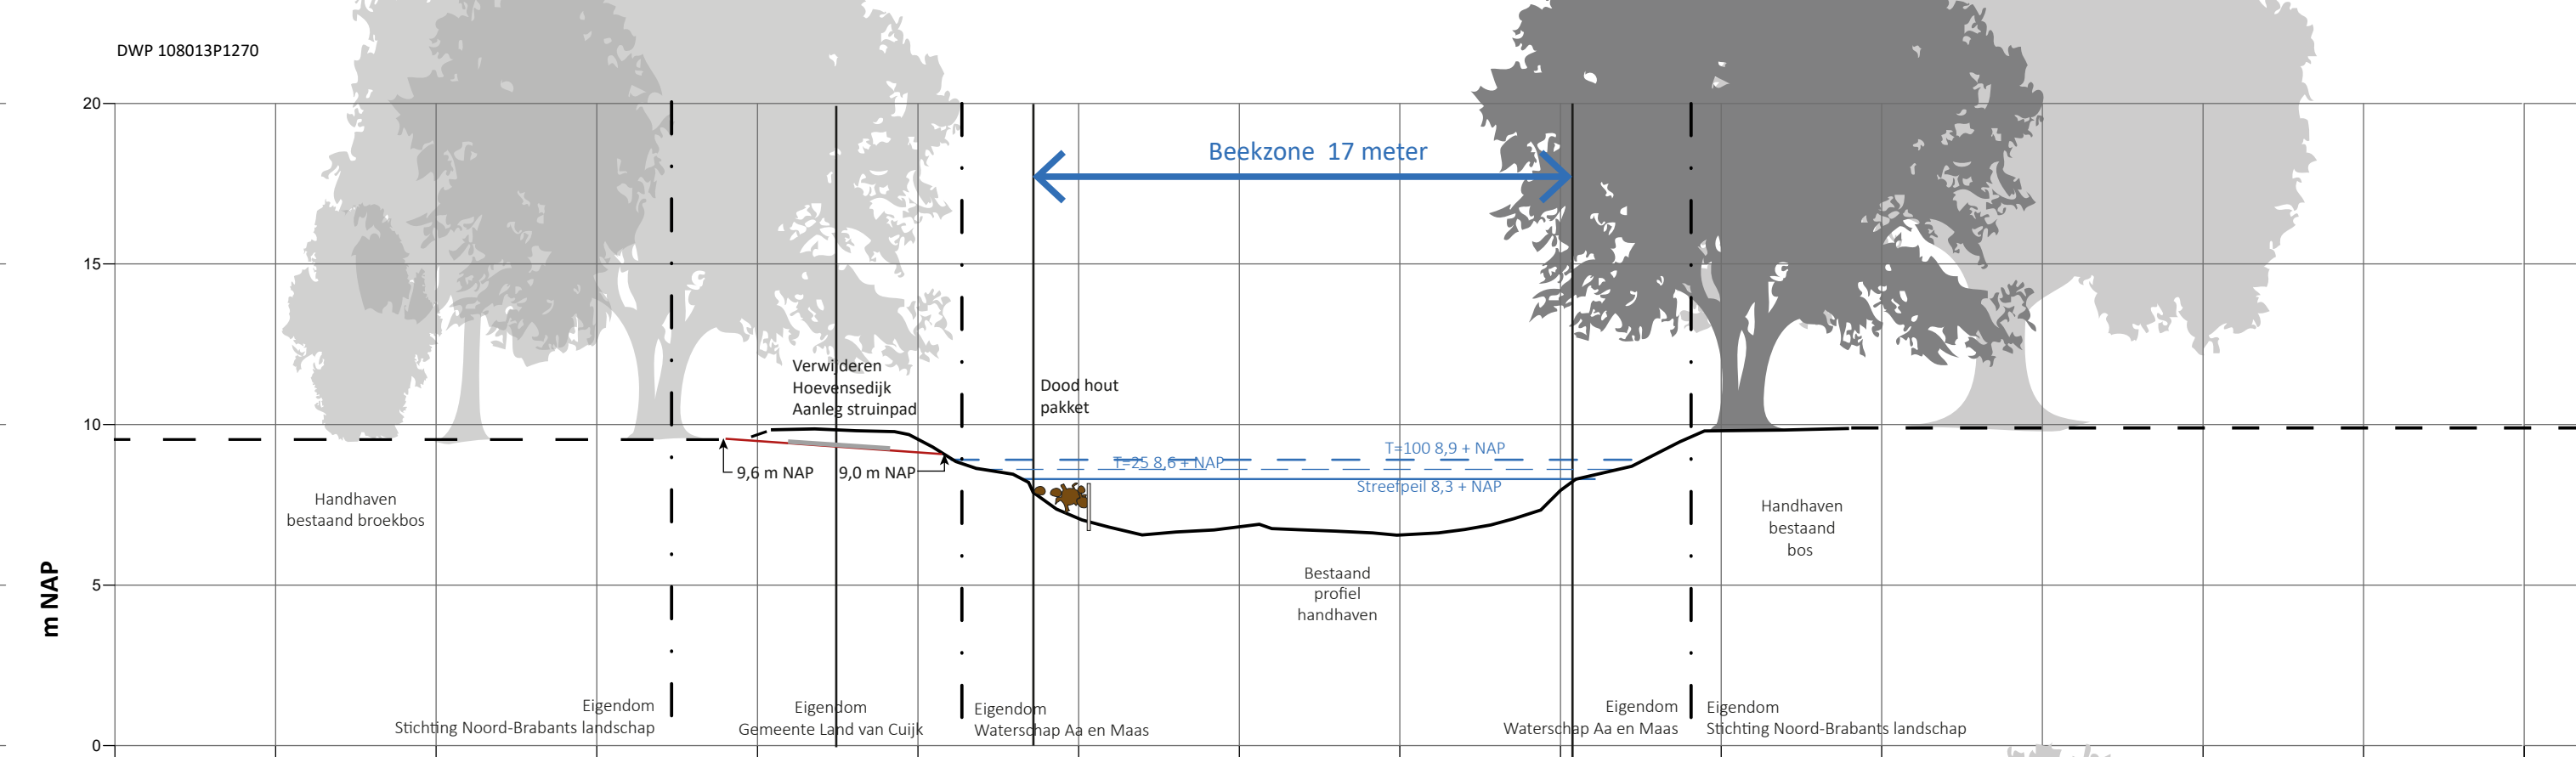 DWP 108013P1270
20
15
10
5
0
m NAP
Beekzone 17 meter
Verwijderen
Hoevensedijk
Aanleg struinpad
Dood hout
pakket
9,6 m NAP
9,0 m NAP
T=100 8,9 + NAP
T=25 8,6 + NAP
Streefpeil 8,3 + NAP
Handhaven
bestaand broekbos
Handhaven
bestaand
bos
Bestaand
profiel
handhaven
Eigendom
Stichting Noord-Brabants landschap
Eigendom
Gemeente Land van Cuijk
Eigendom
Waterschap Aa en Maas
Eigendom
Waterschap Aa en Maas
Eigendom
Stichting Noord-Brabants landschap